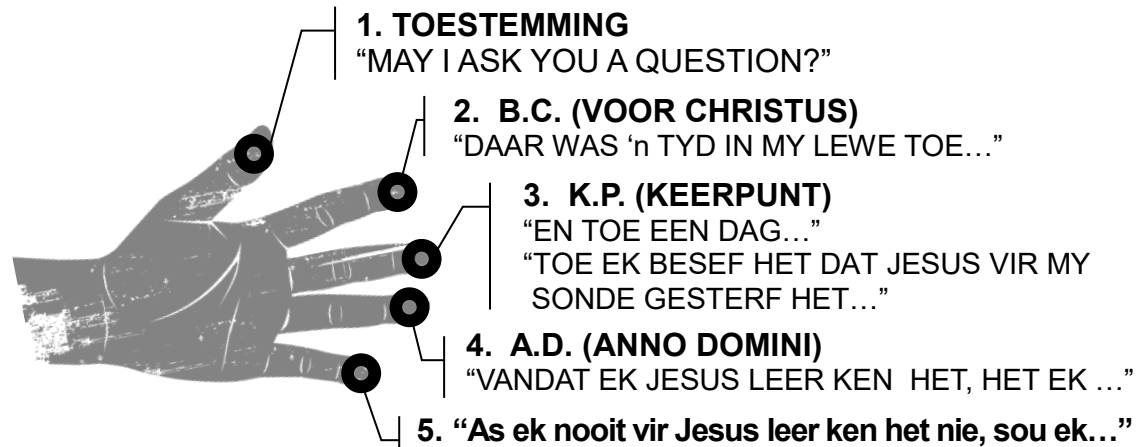 1. TOESTEMMING
“MAY I ASK YOU A QUESTION?”
2. B.C. (VOOR CHRISTUS)
“DAAR WAS ‘n TYD IN MY LEWE TOE…”
3. K.P. (KEERPUNT)
“EN TOE EEN DAG…”
“TOE EK BESEF HET DAT JESUS VIR MY
SONDE GESTERF HET…”
4. A.D. (ANNO DOMINI)
“VANDAT EK JESUS LEER KEN HET, HET EK …”
5. “As ek nooit vir Jesus leer ken het nie, sou ek…”